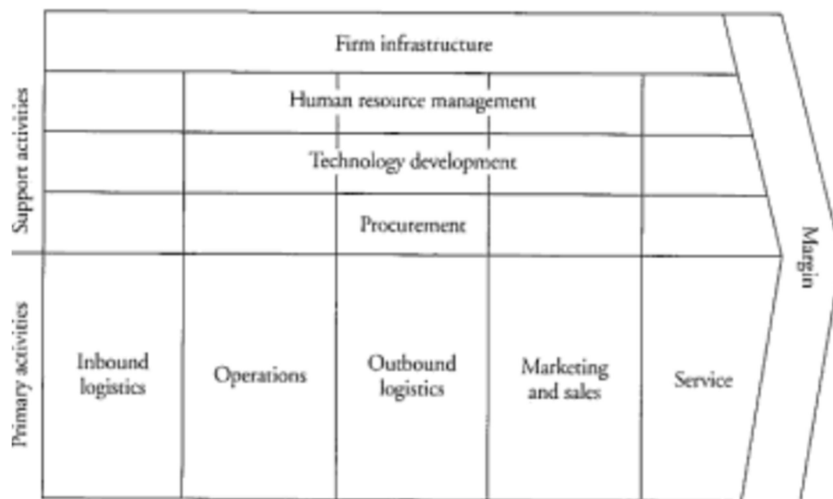 Firm infrastructure
Support activities
Human resource management
Technology development
Procurement
Margin
Primary activities
Inbound
logistics
Operations
Outbound
logistics
Marketing
and sales
Service